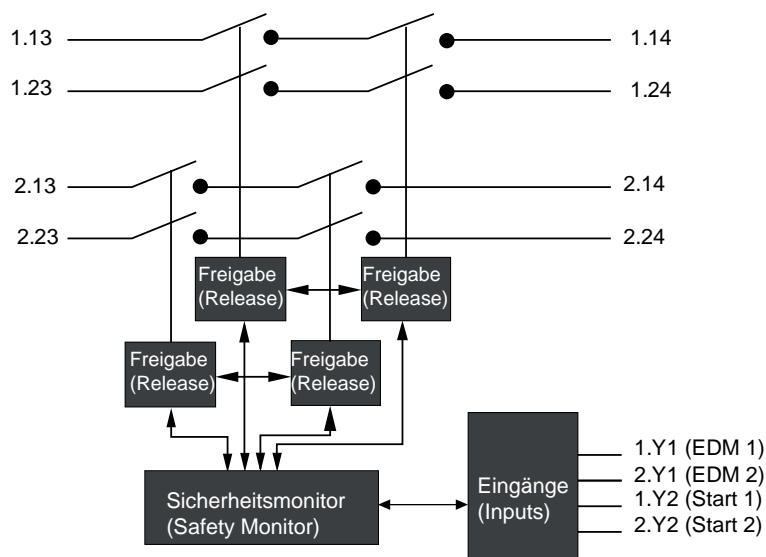 1.13 1.14
1.23 1.24
2.13 2.14
2.23 2.24
Freigabe
(Release)
Freigabe
(Release)
Freigabe
(Release)
Freigabe
(Release)
Sicherheitsmonitor
(Safety Monitor)
Eingänge
(Inputs)
1.Y1 (EDM 1)
2.Y1 (EDM 2)
1.Y2 (Start 1)
2.Y2 (Start 2)